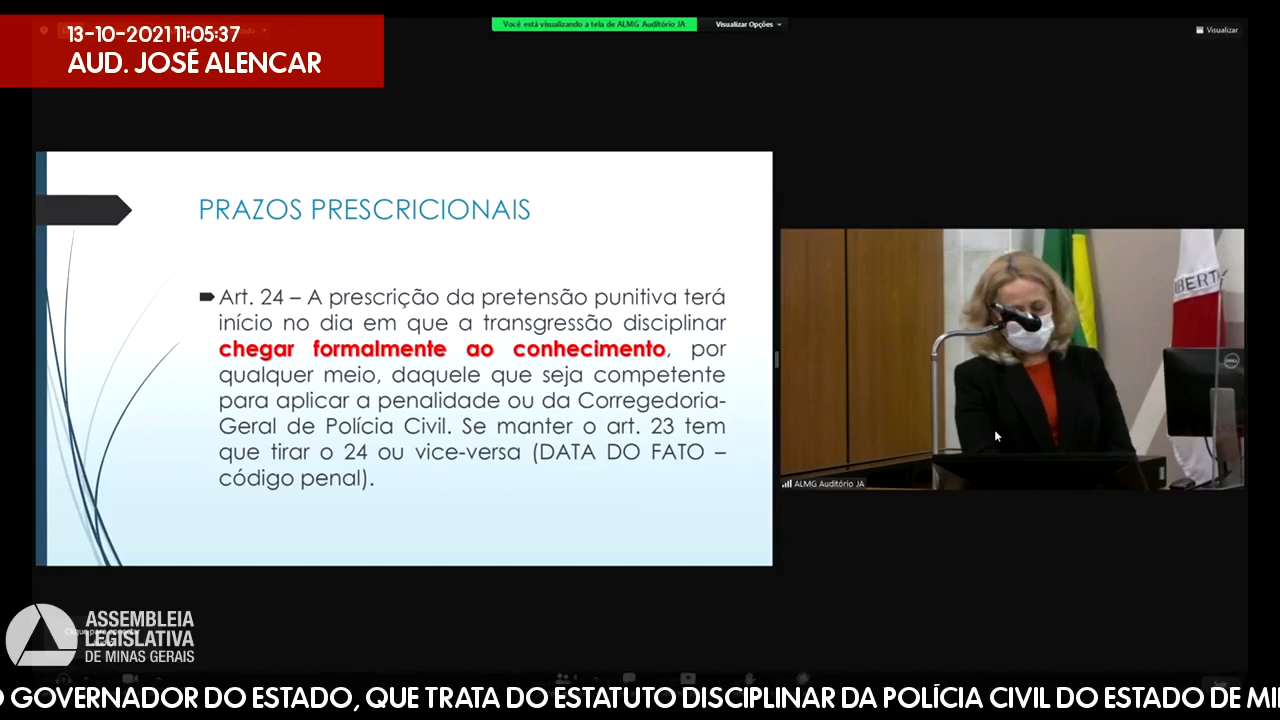 13-10-2021 11:05:37
AUD. JOSÉ ALENCAR
Você está visualizando a tela de ALMG Auditório JA
Visualizar Opções
Visualizar
PRAZOS PRESCRICIONAIS
Art. 24 – A prescrição da pretensão punitiva terá
início no dia em que a transgressão disciplinar
chegar formalmente ao conhecimento, por
qualquer meio, daquele que seja competente
para aplicar a penalidade ou da Corregedoria-
Geral de Polícia Civil. Se manter o art. 23 tem
que tirar o 24 ou vice-versa (DATA DO FATO –
código penal).
IBERT
DELL
ALMG Auditório JA
ASSEMBLEIA
LEGISLATIVA
DE MINAS GERAIS
O GOVERNADOR DO ESTADO, QUE TRATA DO ESTATUTO DISCIPLINAR DA POLÍCIA CIVIL DO ESTADO DE MI